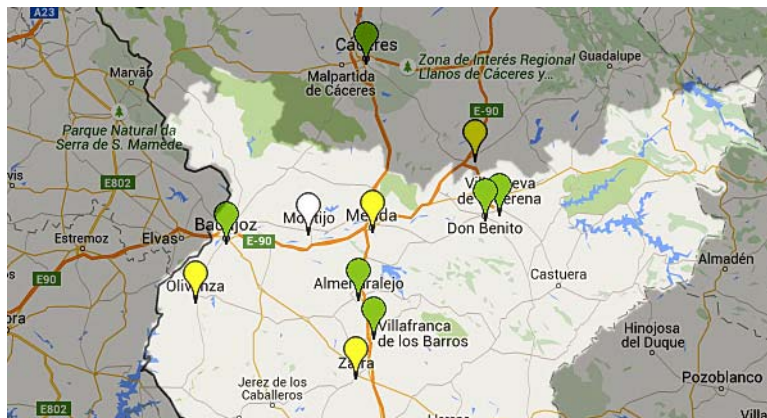 A23
Marvão
Cáceres
Malpartida
de Cáceres
Zona de Interés Regional
Llanos de Cáceres y...
Guadalupe
E-90
Parque Natural da
Serra de S. Mamede
E802
Badajoz
Montijo
Mérida
Don Benito
Estremoz
Elvas
E-90
E90
Olivenza
Almendralejo
Castuera
Almadén
E802
Villafranca
de los Barros
Zafra
Hinojosa
del Duque
Jerez de los
Caballeros
Pozoblanco